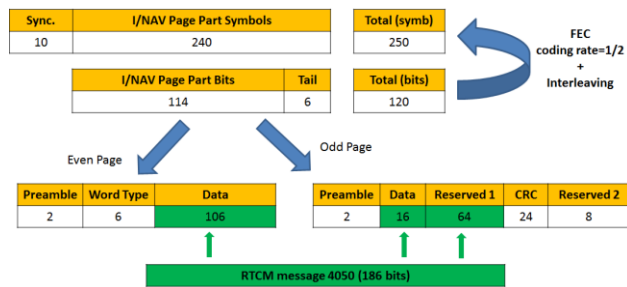 Sync. I/NAV Page Part Symbols Total (symb)
10 240 250
FEC
coding rate=1/2
+
Interleaving
I/NAV Page Part Bits Tail Total (bits)
114 6 120
Even Page
Odd Page
Preamble Word Type Data
2 6 106
Preamble Data Reserved 1 CRC Reserved 2
2 16 64 24 8
RTCM message 4050 (186 bits)